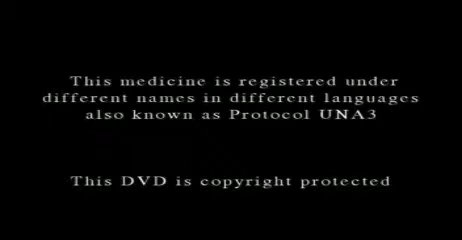 This medicine is registered under
different names in different languages
also known as Protocol UNA3
This DVD is copyright protected